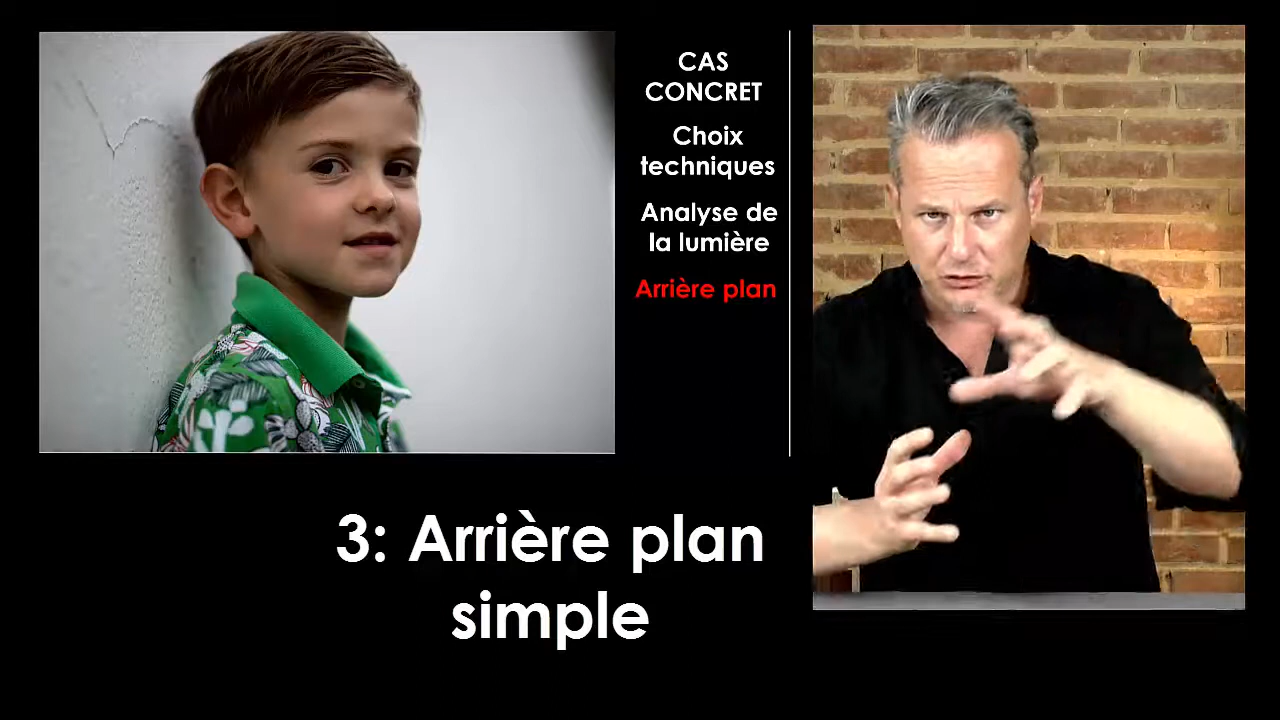 CAS
CONCRET
Choix
techniques
Analyse de
la lumière
Arrière plan
3: Arrière plan
simple